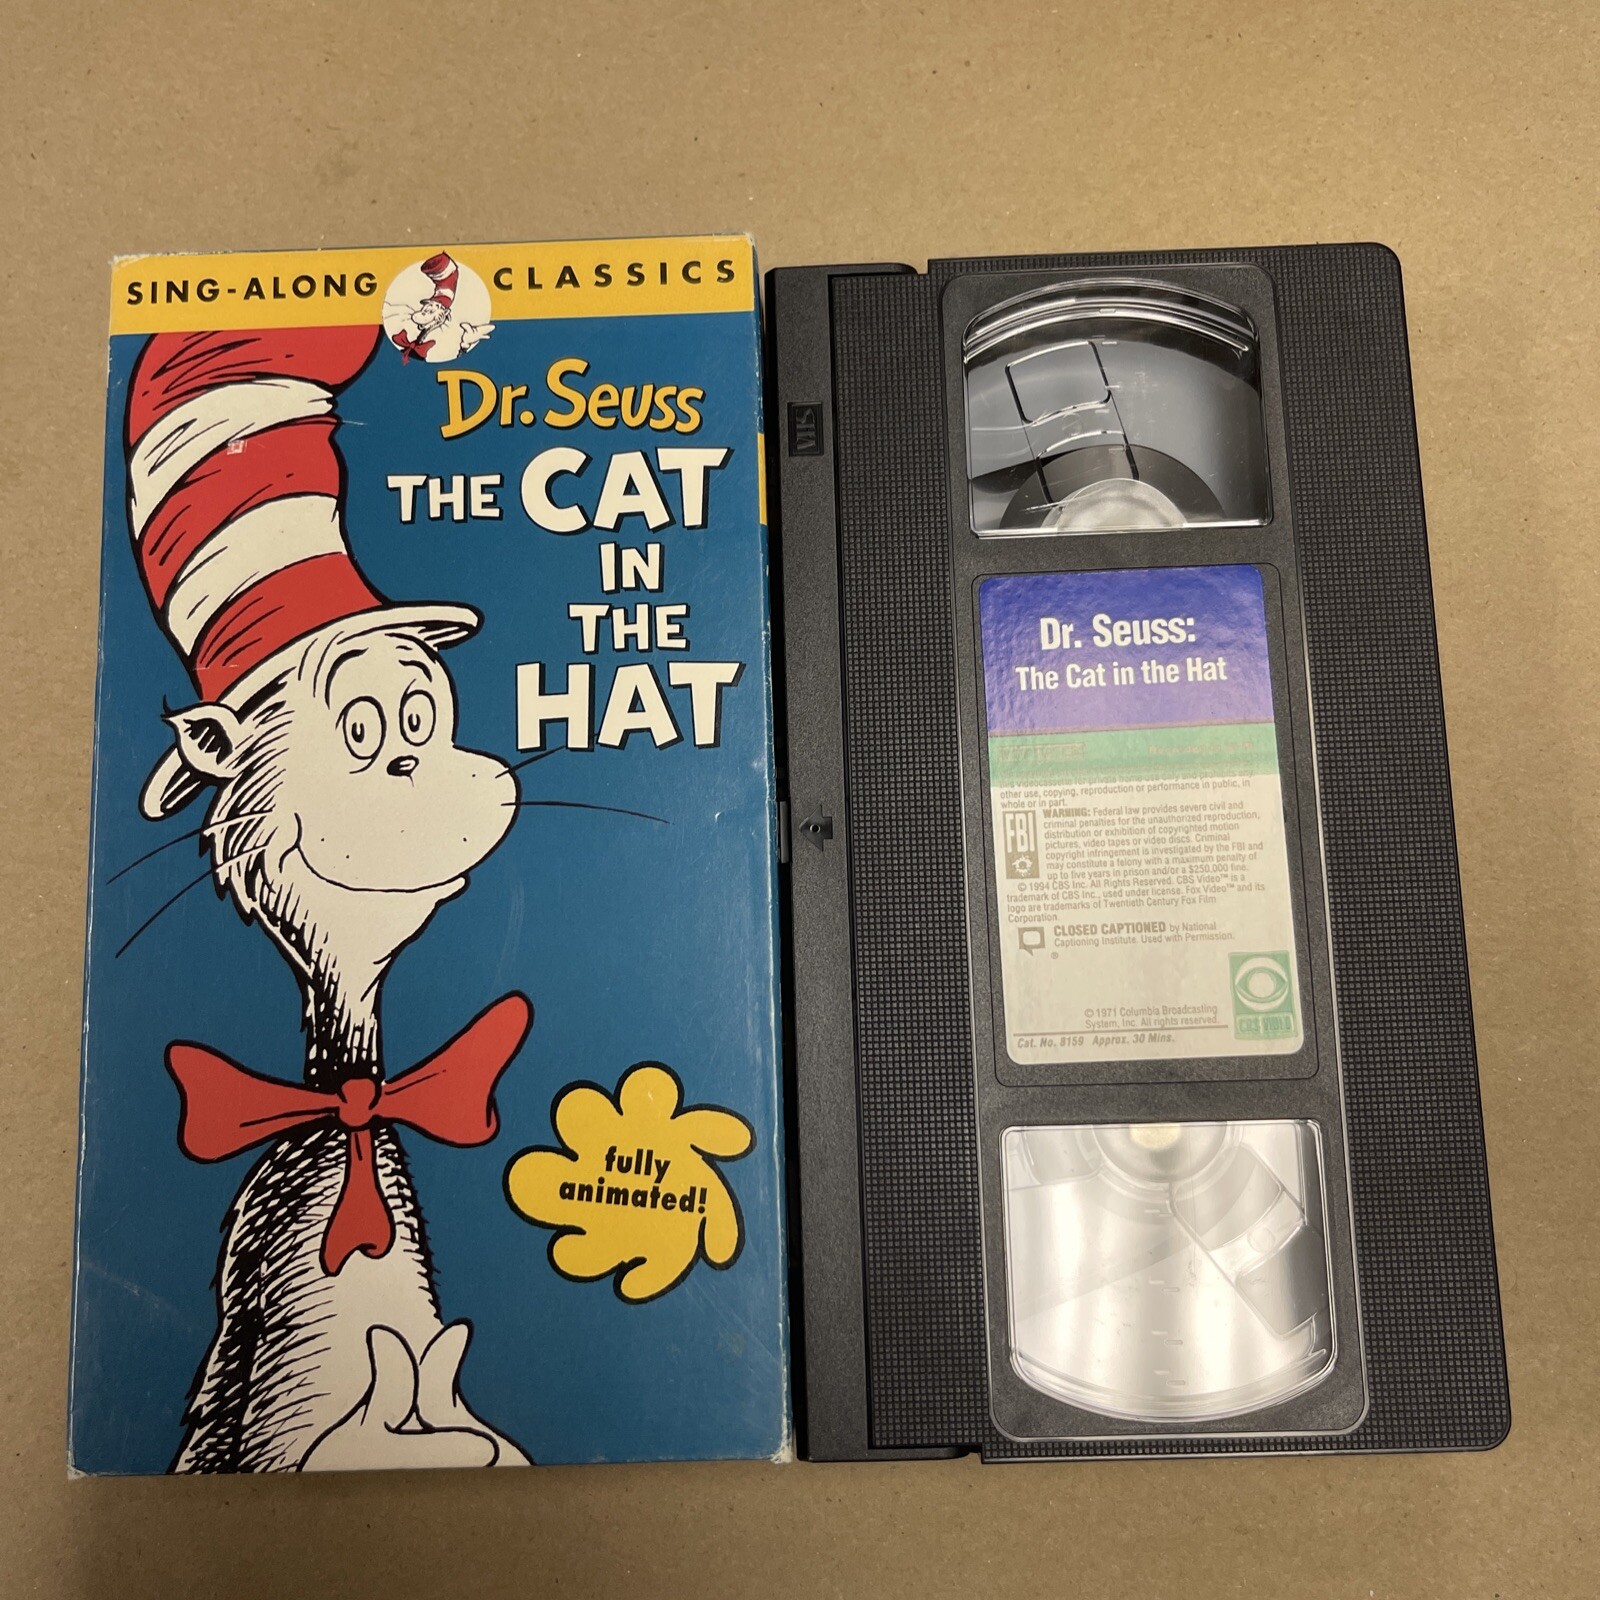 SING-ALONG CLASSICS
Dr. Seuss
THE CAT
IN
THE
HAT
fully
animated!
VHS
Dr. Seuss:
The Cat in the Hat
other use, copying, reproduction or performance in public, in
whole or in part.
FBI
WARNING: Federal law provides severe civil and
criminal penalties for the unauthorized reproduction,
distribution or exhibition of copyrighted motion
pictures, video tapes or video discs. Criminal
copyright infringement is investigated by the FBI and
may constitute a felony with a maximum penalty of
up to five years in prison and/or a $250,000 fine.
© 1994 CBS Inc. All Rights Reserved. CBS Video™ is a
trademark of CBS Inc., used under license. Fox Video™ and its
logo are trademarks of Twentieth Century Fox Film
Corporation.
CLOSED CAPTIONED by National
Captioning Institute. Used with Permission.
®
© 1971 Columbia Broadcasting
System, Inc. All rights reserved.
CBS VIDEO
Cat. No. 8159 Approx. 30 Mins.